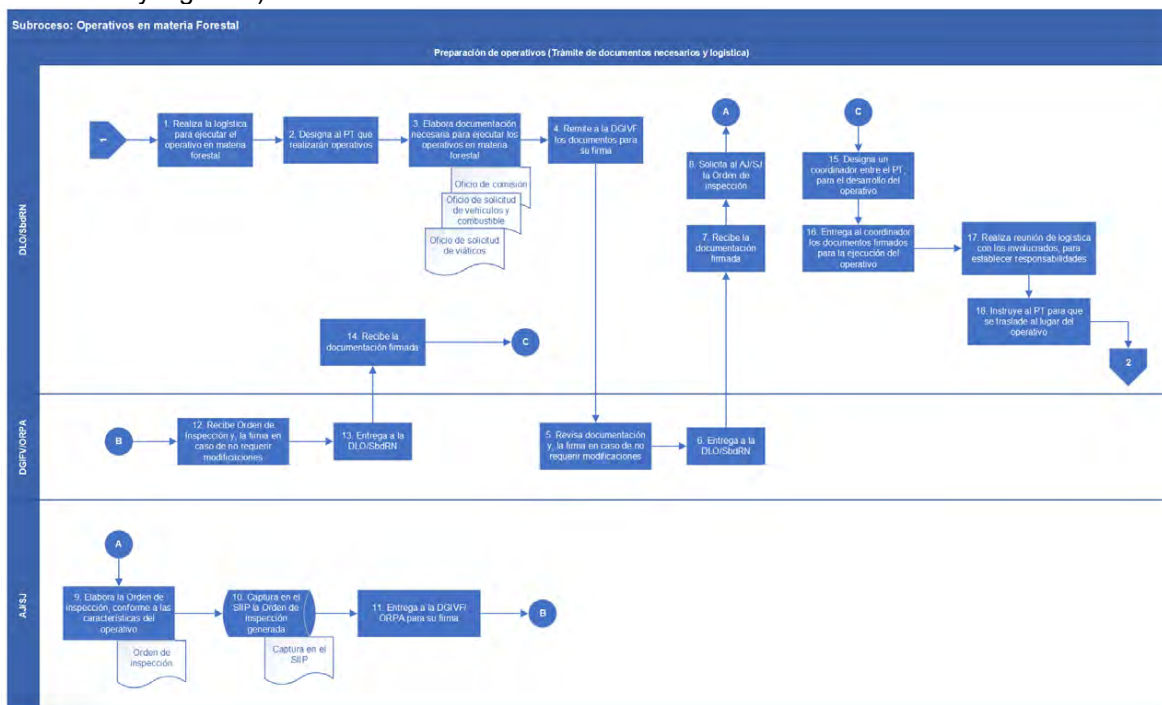 Subproceso: Operativos en materia Forestal
Preparación de operativos (Trámite de documentos necesarios y logística)
DLO/SbdRN
1
1. Realiza la logística
para ejecutar el
operativo en materia
forestal
2. Designa al PT que
realizarán operativos
3. Elabora documentación
necesaria para ejecutar los
operativos en materia
forestal
Oficio de comisión
Oficio de solicitud
de vehículos y
combustible
Oficio de solicitud
de viáticos
4. Remite a la DGIVF
los documentos para
su firma
A
8. Solicita al AJ/SJ
la Orden de
inspección
7. Recibe la
documentación
firmada
C
15. Designa un
coordinador entre el PT,
para el desarrollo del
operativo
16. Entrega al coordinador
los documentos firmados
para la ejecución del
operativo
17. Realiza reunión de logística
con los involucrados, para
establecer responsabilidades
18. Instruye al PT para que
se traslade al lugar del
operativo
2
14. Recibe la
documentación firmada
C
DGIFV/ORPA
B
12. Recibe Orden de
Inspección y, la firma en
caso de no requerir
modificaciones
13. Entrega a la
DLO/SbdRN
5. Revisa documentación
y, la firma en caso de no
requerir modificaciones
6. Entrega a la
DLO/SbdRN
AJ/SJ
A
9. Elabora la Orden de
inspección, conforme a las
características del
operativo
Orden de
inspección
10. Captura en el
SIIP la Orden de
Inspección
generada
Captura en el
SIIP
11. Entrega a la DGIVF/
ORPA para su firma
B